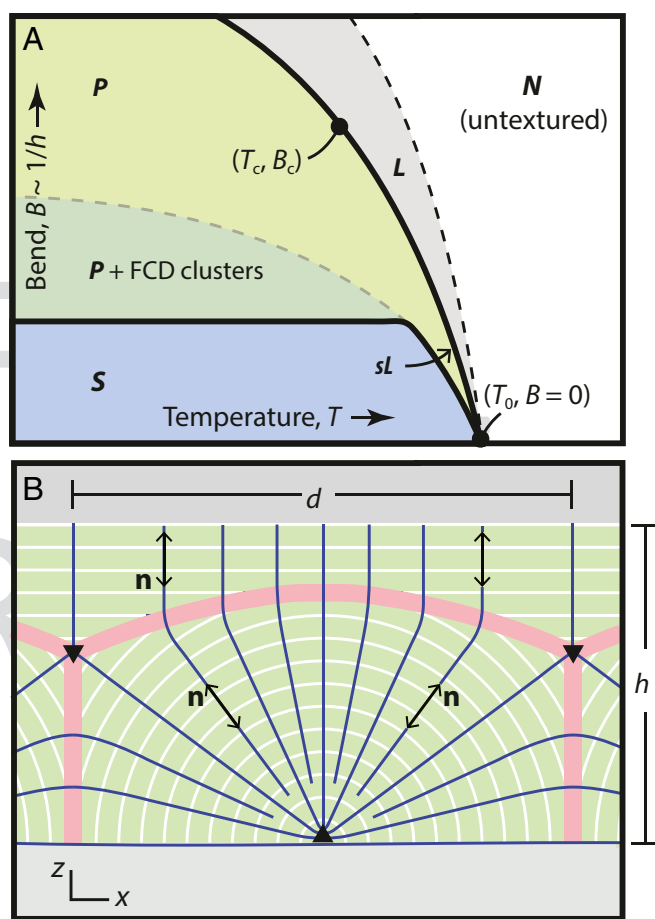 A
P
N
(untextured)
Bend, B ~ 1/h
(Tc, Bc)
L
P + FCD clusters
sL
S
(T0, B = 0)
Temperature, T
B
d
n
n
n
h
z
x